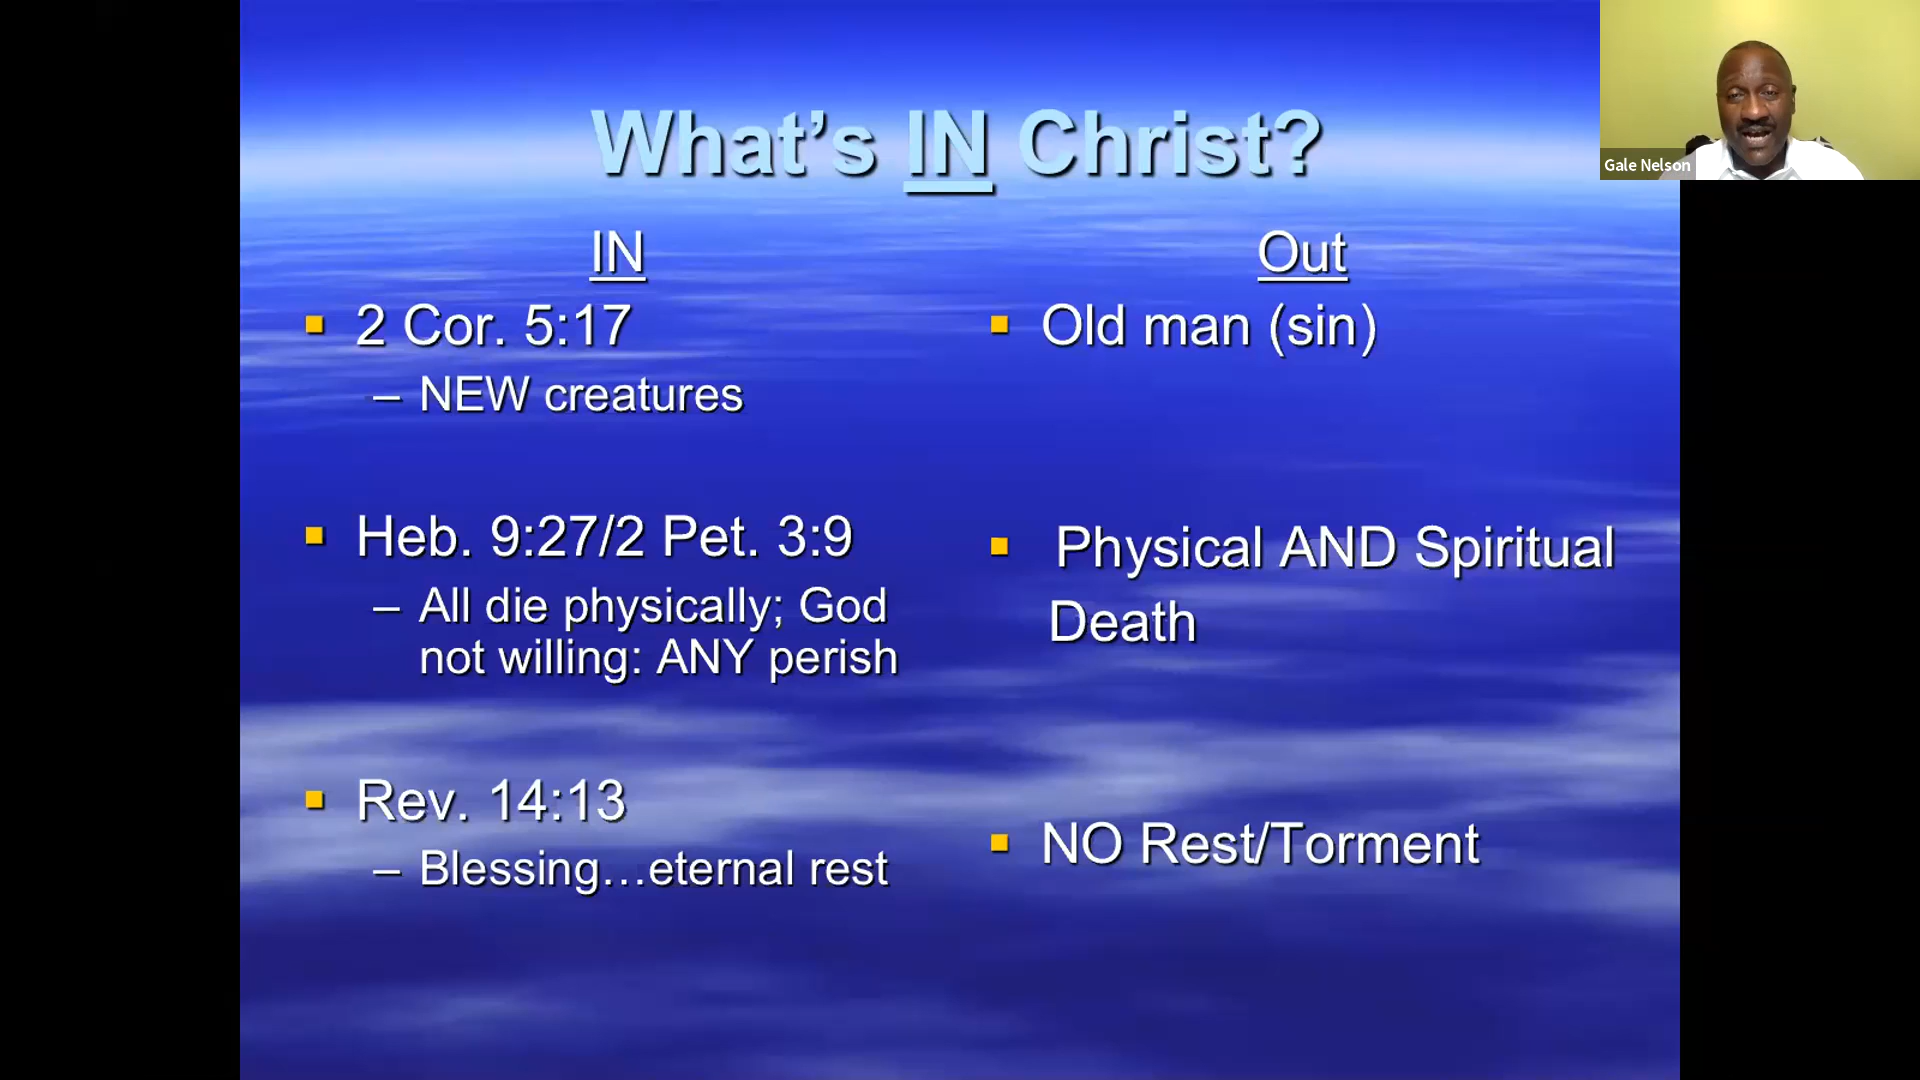 What’s IN Christ?
IN
2 Cor. 5:17
– NEW creatures
Heb. 9:27/2 Pet. 3:9
– All die physically; God
not willing: ANY perish
Rev. 14:13
– Blessing…eternal rest
Out
Old man (sin)
Physical AND Spiritual
Death
NO Rest/Torment
Gale Nelson